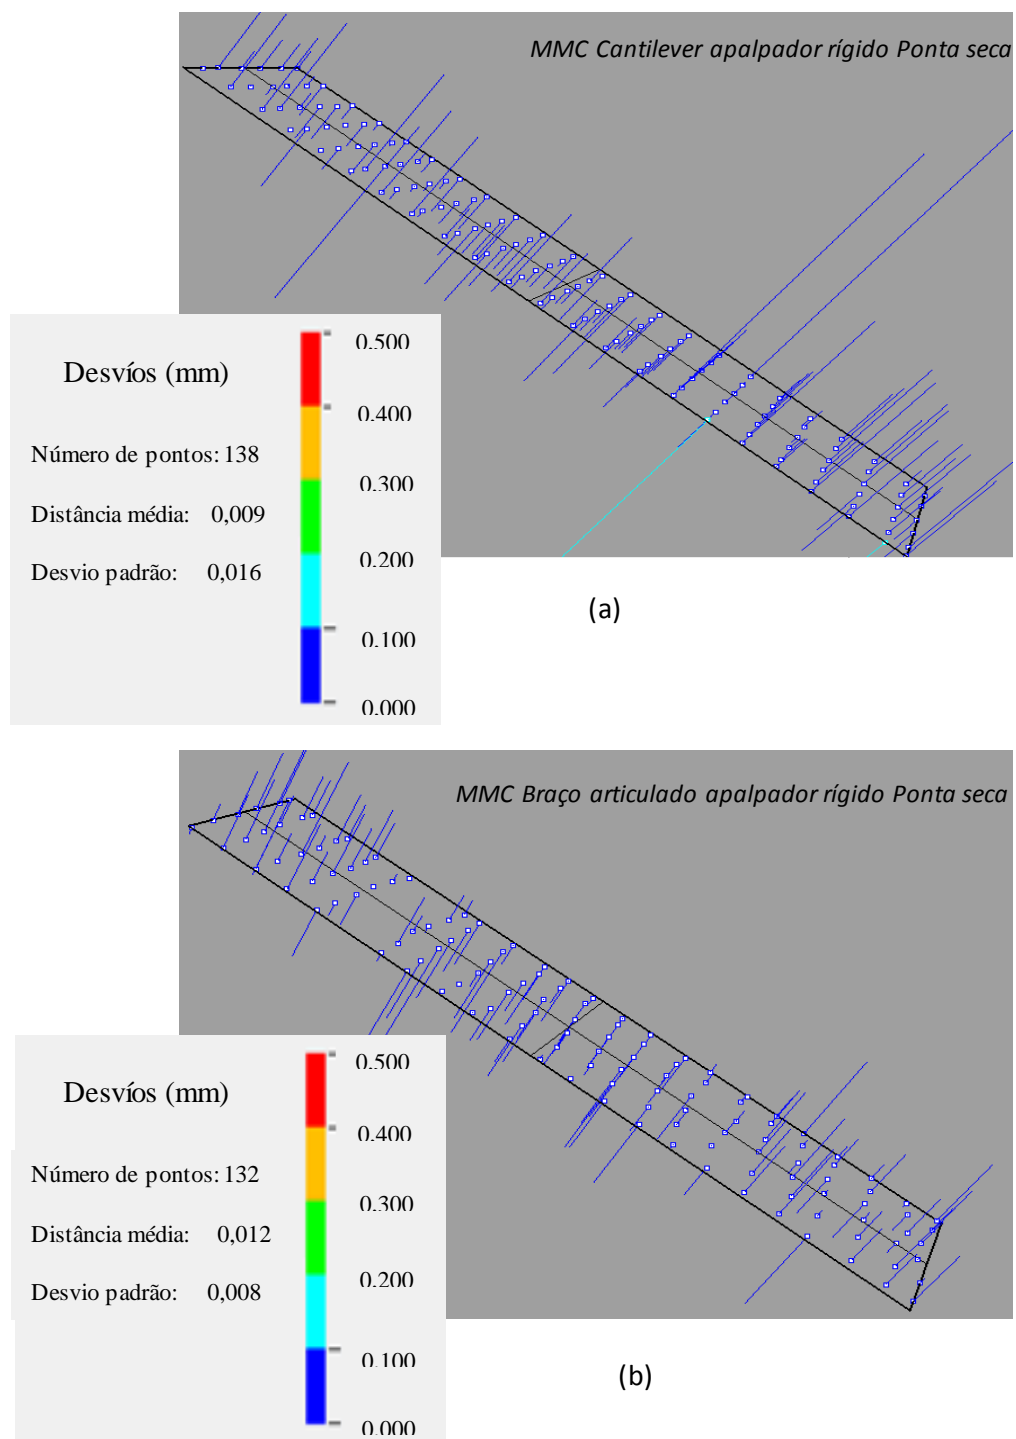 MMC Cantilever apalpador rígido Ponta seca
Desvíos (mm)
Número de pontos: 138
Distância média: 0,009
Desvio padrão: 0,016
0.500
0.400
0.300
0.200
0.100
0.000
(a)
MMC Braço articulado apalpador rígido Ponta seca
Desvíos (mm)
Número de pontos: 132
Distância média: 0,012
Desvio padrão: 0,008
0.500
0.400
0.300
0.200
0.100
0.000
(b)